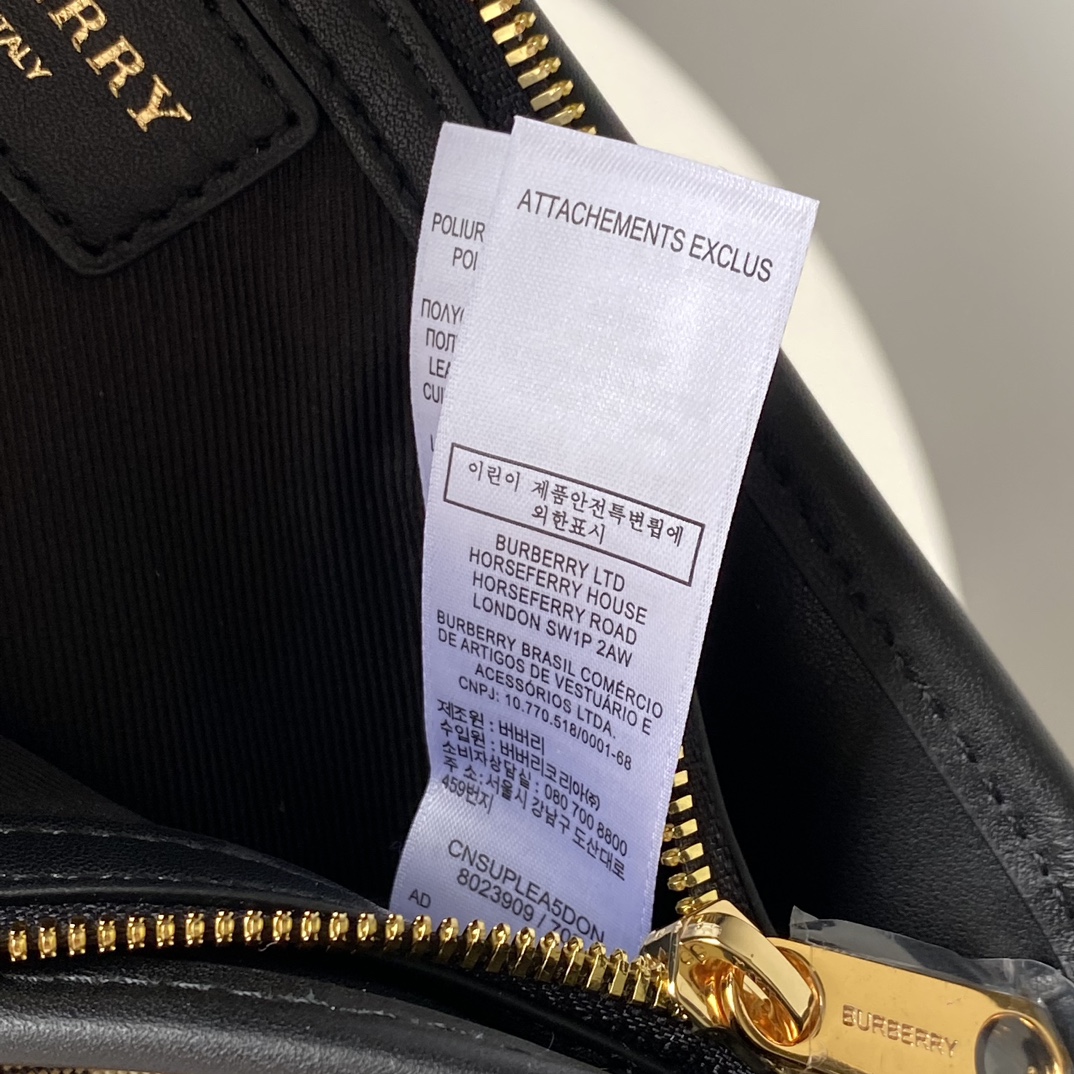 ITALY
ATTACHEMENTS EXCLUS
이린이 제품안전특변륍에
외한표시
BURBERRY LTD
HORSEFERRY HOUSE
HORSEFERRY ROAD
LONDON SW1P 2AW
BURBERRY BRASIL COMÉRCIO
DE ARTIGOS DE VESTUÁRIO E
ACESSÓRIOS LTDA.
CNPJ: 10.770.518/0001-68
제조원 : 버버리
수입원 : 버버리코리아(주)
소비자상담실 : 080 700 8800
주 소:서울시 강남구 도산대로
459번지
CNSUPLEA5DON
8023909 /
AD
BURBERRY